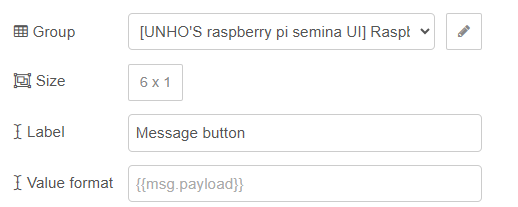 Group [UNHO'S raspberry pi semina UI] Rasp
Size 6 x 1
Label Message button
Value format {{msg.payload}}